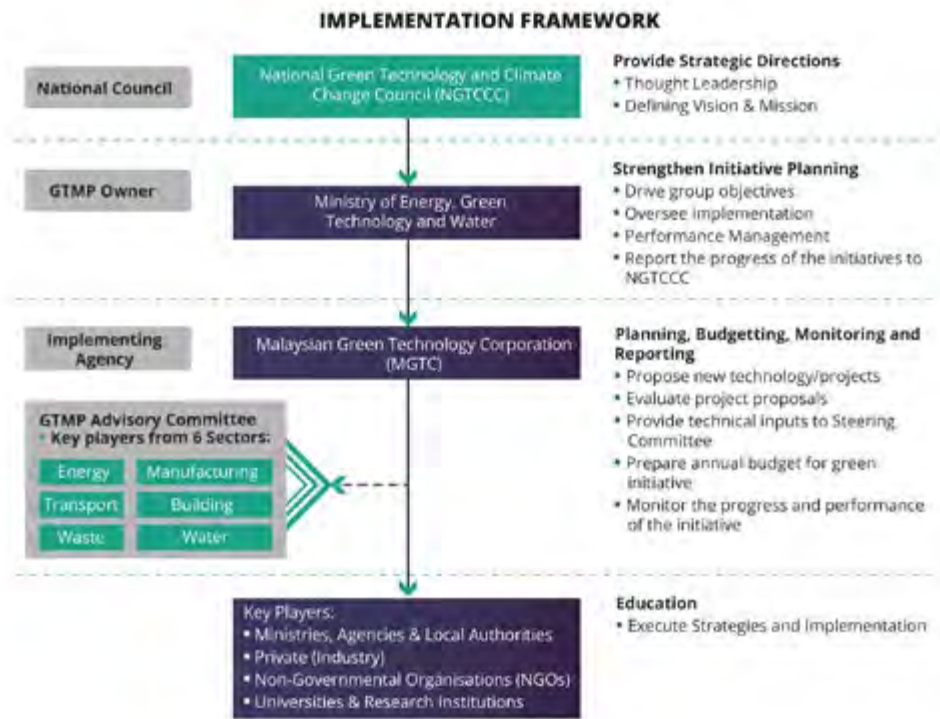 IMPLEMENTATION FRAMEWORK
National Council
National Green Technology and Climate
Change Council (NGTCCC)
Provide Strategic Directions
• Thought Leadership
• Defining Vision & Mission
GTMP Owner
Ministry of Energy, Green
Technology and Water
Strengthen Initiative Planning
• Drive group objectives
• Oversee implementation
• Performance Management
• Report the progress of the initiatives to
NGTCCC
Implementing
Agency
Malaysian Green Technology Corporation
(MGTC)
Planning, Budgetting, Monitoring and
Reporting
• Propose new technology/projects
• Evaluate project proposals
• Provide technical inputs to Steering
Committee
• Prepare annual budget for green
initiative
• Monitor the progress and performance
of the initiative
GTMP Advisory Committee
• Key players from 6 Sectors:
Energy
Manufacturing
Transport
Building
Waste
Water
Key Players:
▪ Ministries, Agencies & Local Authorities
▪ Private (Industry)
▪ Non-Governmental Organisations (NGOs)
▪ Universities & Research Institutions
Education
• Execute Strategies and Implementation